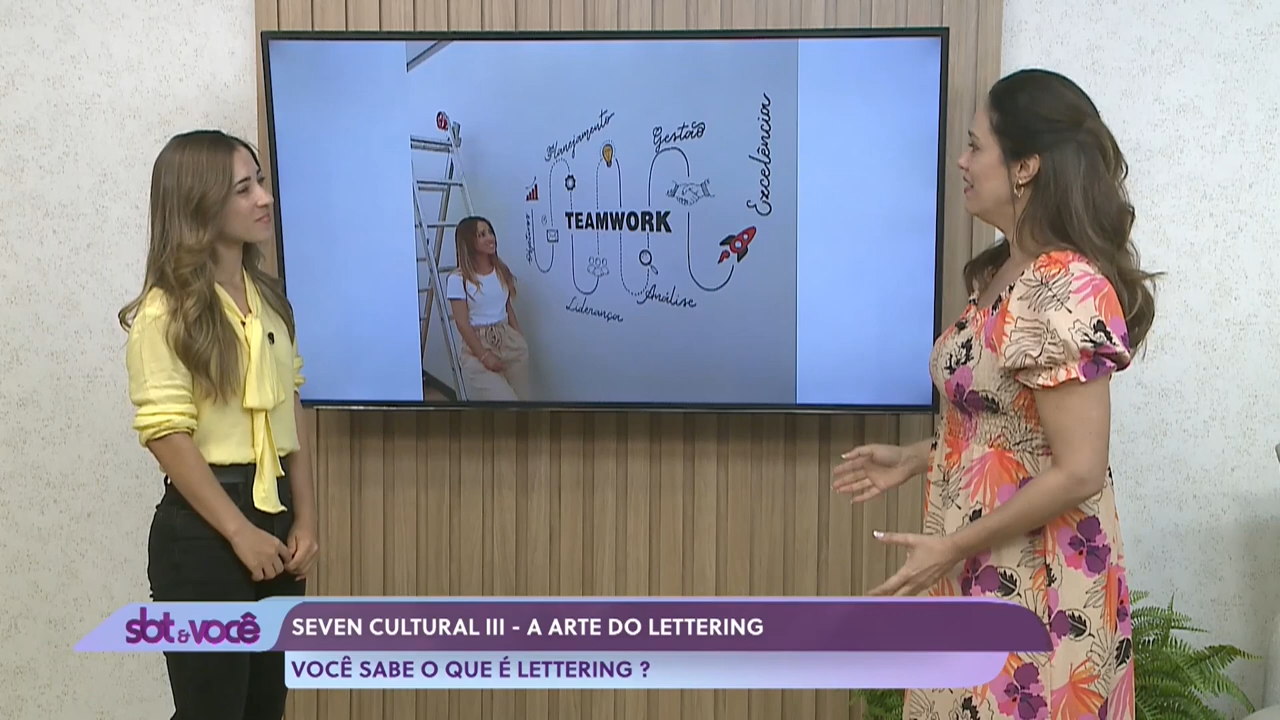 Planejamento
Gestão
Excelência
TEAMWORK
Liderança
Análise
sbt & você
SEVEN CULTURAL III - A ARTE DO LETTERING
VOCÊ SABE O QUE É LETTERING ?